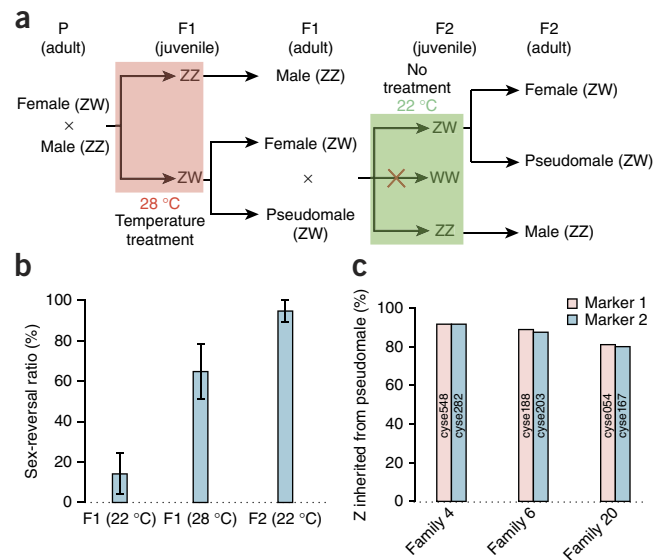 a
P
(adult)
F1
(juvenile)
F1
(adult)
F2
(juvenile)
F2
(adult)
Female (ZW)
×
Male (ZZ)
ZZ
ZW
28 °C
Temperature
treatment
Male (ZZ)
Female (ZW)
×
Pseudomale
(ZW)
No
treatment
22 °C
ZW
WW
ZZ
Female (ZW)
Pseudomale (ZW)
Male (ZZ)
b
Sex-reversal ratio (%)
100
80
60
40
20
0
F1 (22 °C)
F1 (28 °C)
F2 (22 °C)
c
Z inherited from pseudomale (%)
100
80
60
40
20
0
Marker 1
Marker 2
cyse548
cyse282
cyse188
cyse203
cyse054
cyse167
Family 4
Family 6
Family 20